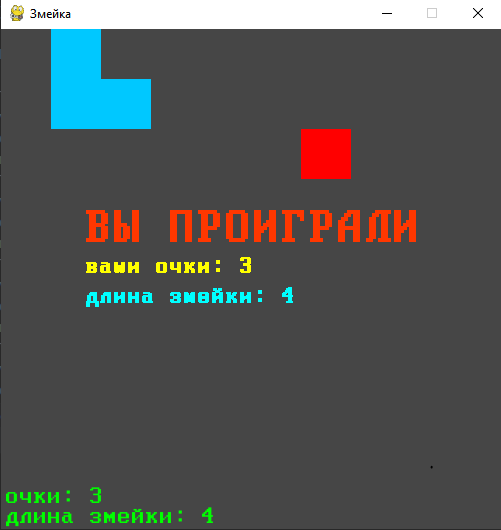 Змейка
ВЫ ПРОИГРАЛИ
ваши очки: 3
длина змейки: 4
очки: 3
длина змейки: 4